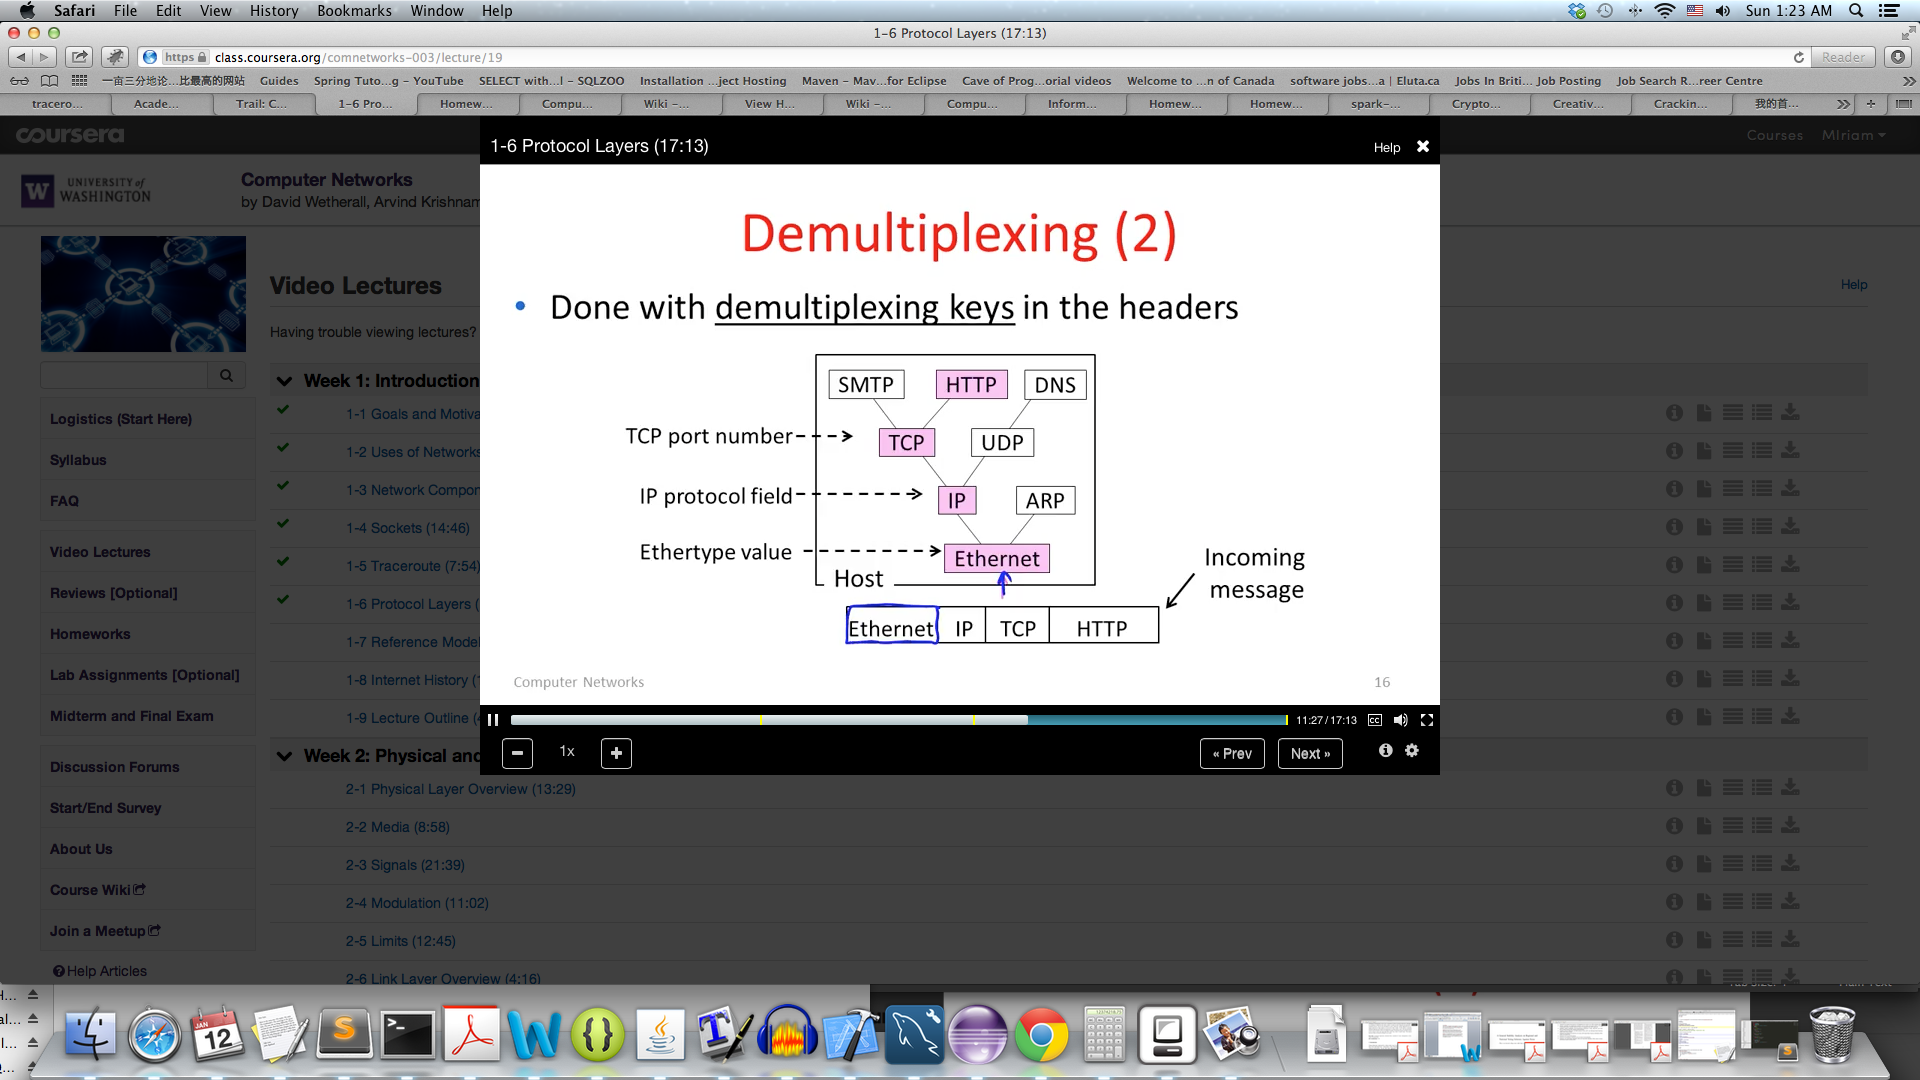 Safari File Edit View History Bookmarks Window Help Sun 1:23 AM
1-6 Protocol Layers (17:13)
https class.coursera.org/comnetworks-003/lecture/19 Reader
一亩三分地论...比最高的网站 Guides Spring Tuto...g - YouTube SELECT with...l - SQLZOO Installation ...ject Hosting Maven - Mav...for Eclipse Cave of Prog...orial videos Welcome to ...n of Canada software jobs...a | Eluta.ca Jobs In Briti... Job Posting Job Search R...reer Centre
tracero... Acade... Trail: C... 1-6 Pro... Homew... Compu... Wiki -... View H... Wiki -... Compu... Inform... Homew... Homew... spark-... Crypto... Creativ... Crackin... 我的首...
coursera Courses MIriam
1-6 Protocol Layers (17:13) Help
W UNIVERSITY of WASHINGTON
Computer Networks
by David Wetherall, Arvind Krishnam
Demultiplexing (2)
• Done with demultiplexing keys in the headers
SMTP HTTP DNS
TCP port number TCP UDP
IP protocol field IP ARP
Ethertype value Ethernet
Host
Incoming message
Ethernet IP TCP HTTP
Computer Networks 16
11:27/17:13 CC
1x « Prev Next »
Video Lectures Help
Having trouble viewing lectures?
Week 1: Introduction
1-1 Goals and Motiva
1-2 Uses of Networks
1-3 Network Compon
1-4 Sockets (14:46)
1-5 Traceroute (7:54)
1-6 Protocol Layers (
1-7 Reference Model
1-8 Internet History (
1-9 Lecture Outline (
Week 2: Physical and
2-1 Physical Layer Overview (13:29)
2-2 Media (8:58)
2-3 Signals (21:39)
2-4 Modulation (11:02)
2-5 Limits (12:45)
2-6 Link Layer Overview (4:16)
Logistics (Start Here)
Syllabus
FAQ
Video Lectures
Reviews [Optional]
Homeworks
Lab Assignments [Optional]
Midterm and Final Exam
Discussion Forums
Start/End Survey
About Us
Course Wiki
Join a Meetup
Help Articles
JAN
12